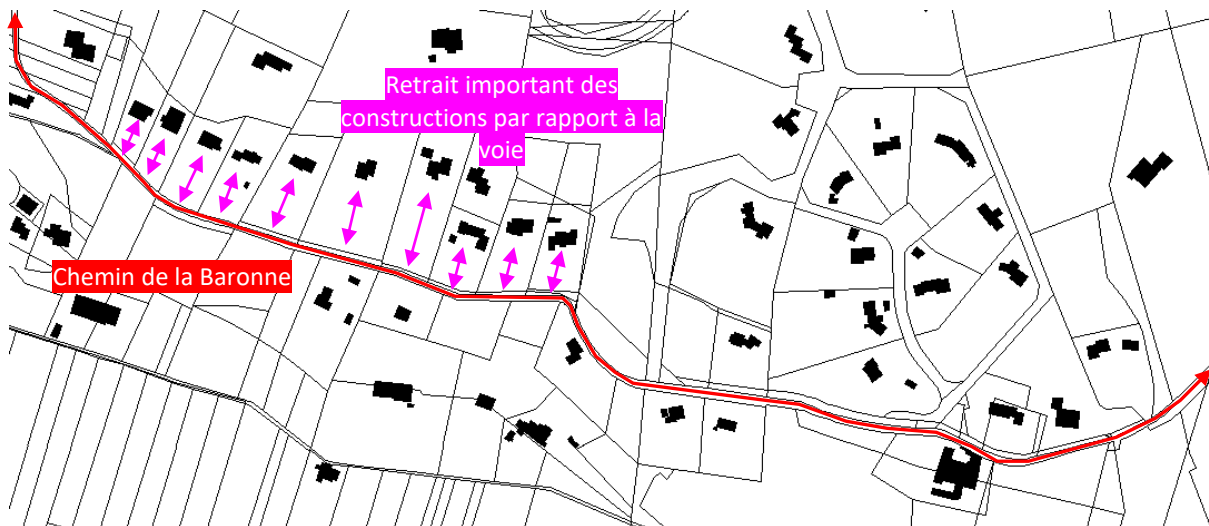 Retrait important des
constructions par rapport à la
voie
Chemin de la Baronne